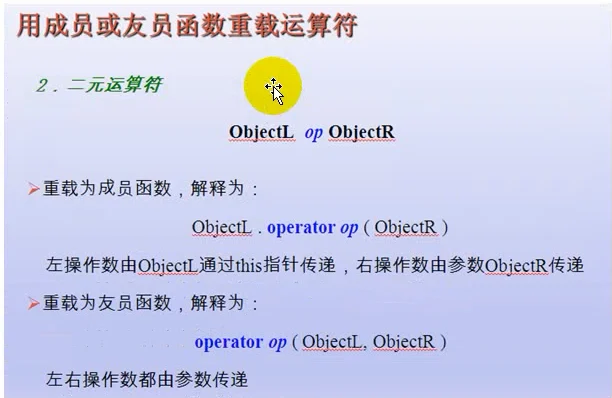 用成员或友员函数重载运算符
2．二元运算符
ObjectL op ObjectR
重载为成员函数，解释为：
ObjectL . operator op ( ObjectR )
左操作数由ObjectL通过this指针传递，右操作数由参数ObjectR传递
重载为友员函数，解释为：
operator op ( ObjectL, ObjectR )
左右操作数都由参数传递